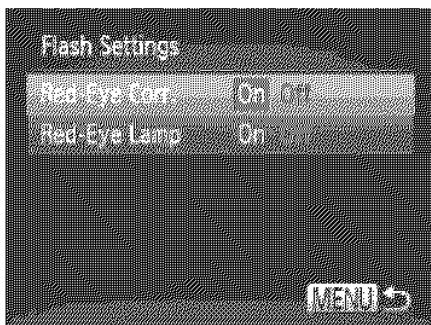 Flash Settings
Red-Eye Corr. On Off
Red-Eye Lamp On
MENU